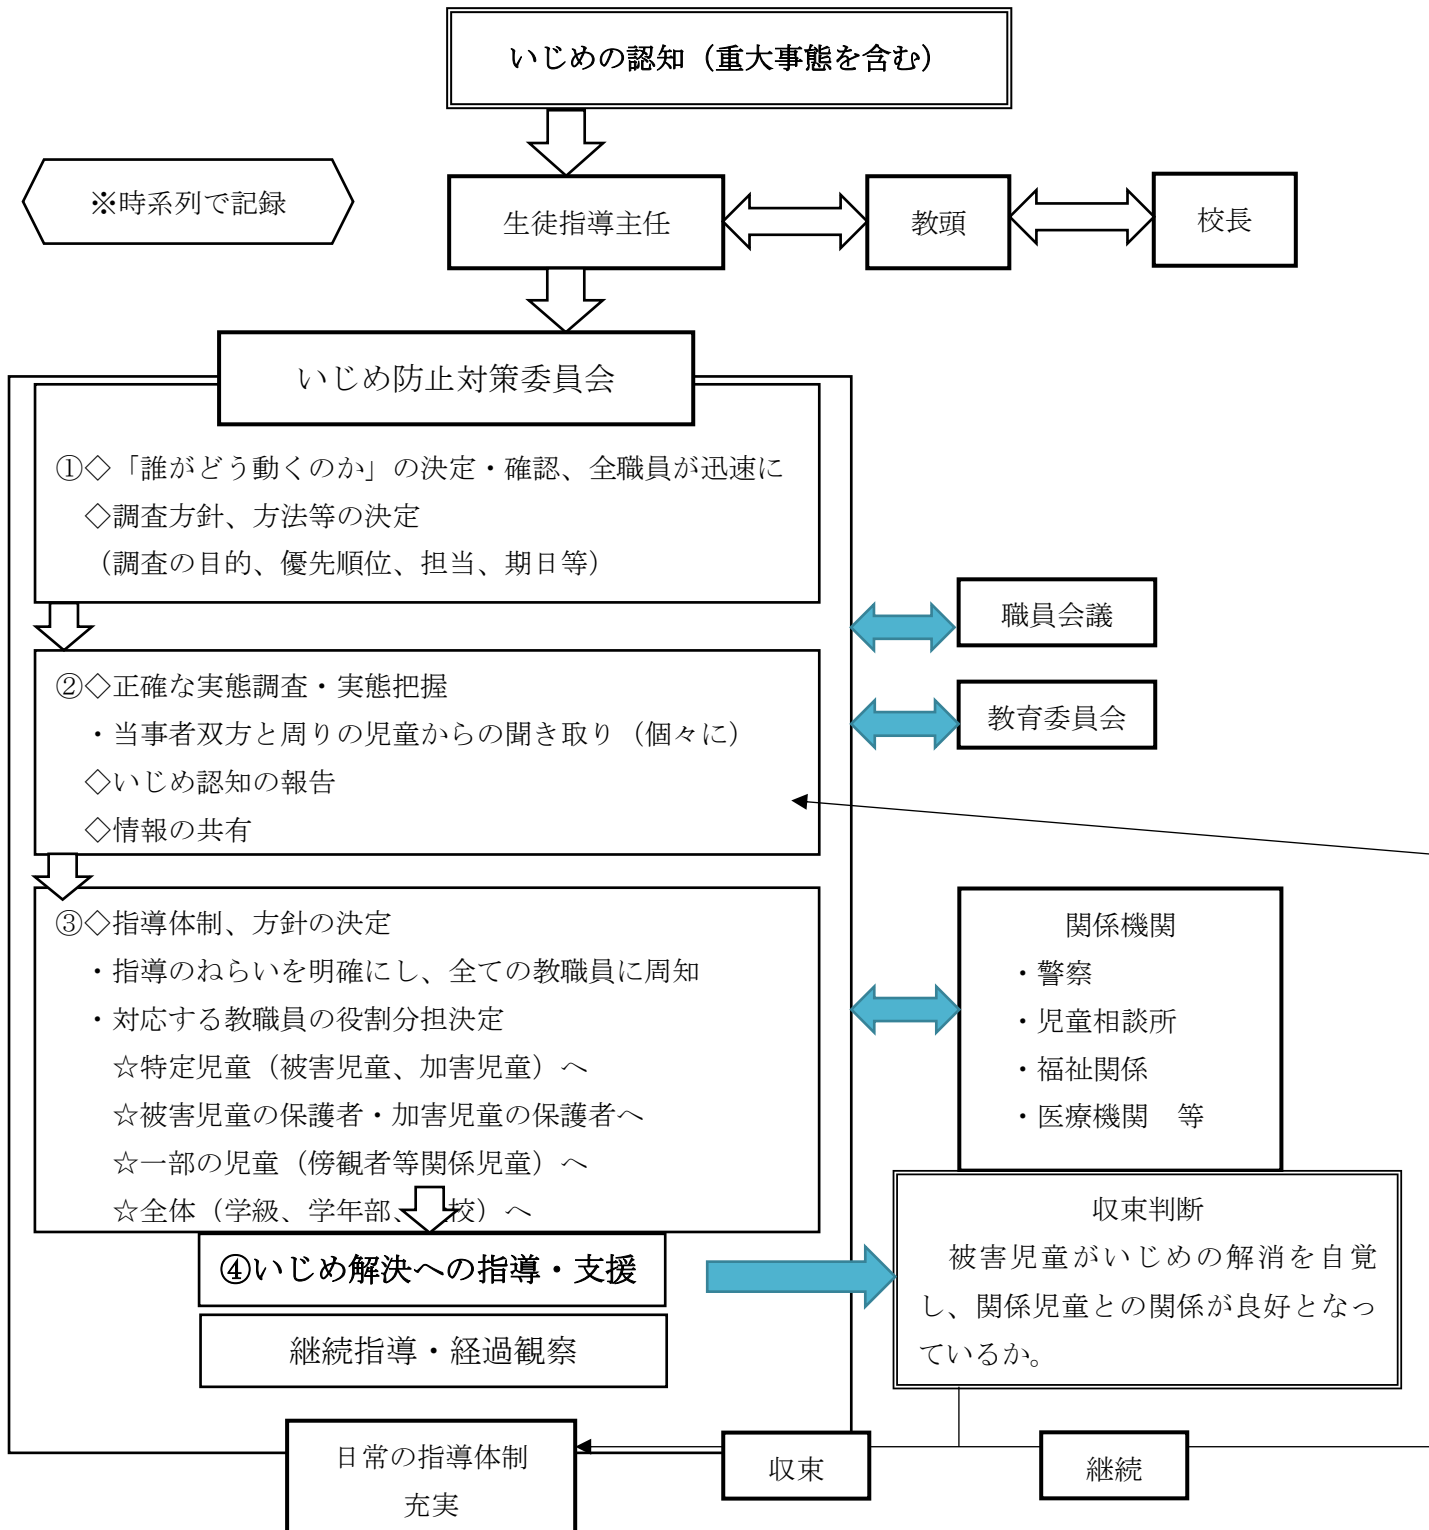 いじめの認知（重大事態を含む）
※時系列で記録
生徒指導主任
教頭
校長
いじめ防止対策委員会
①◇「誰がどう動くのか」の決定・確認、全職員が迅速に
◇調査方針、方法等の決定
（調査の目的、優先順位、担当、期日等）
職員会議
②◇正確な実態調査・実態把握
・当事者双方と周りの児童からの聞き取り（個々に）
◇いじめ認知の報告
◇情報の共有
教育委員会
③◇指導体制、方針の決定
・指導のねらいを明確にし、全ての教職員に周知
・対応する教職員の役割分担決定
☆特定児童（被害児童、加害児童）へ
☆被害児童の保護者・加害児童の保護者へ
☆一部の児童（傍観者等関係児童）へ
☆全体（学級、学年部、校）へ
関係機関
・警察
・児童相談所
・福祉関係
・医療機関　等
④いじめ解決への指導・支援
継続指導・経過観察
収束判断
被害児童がいじめの解消を自覚
し、関係児童との関係が良好となっ
ているか。
日常の指導体制
充実
収束
継続